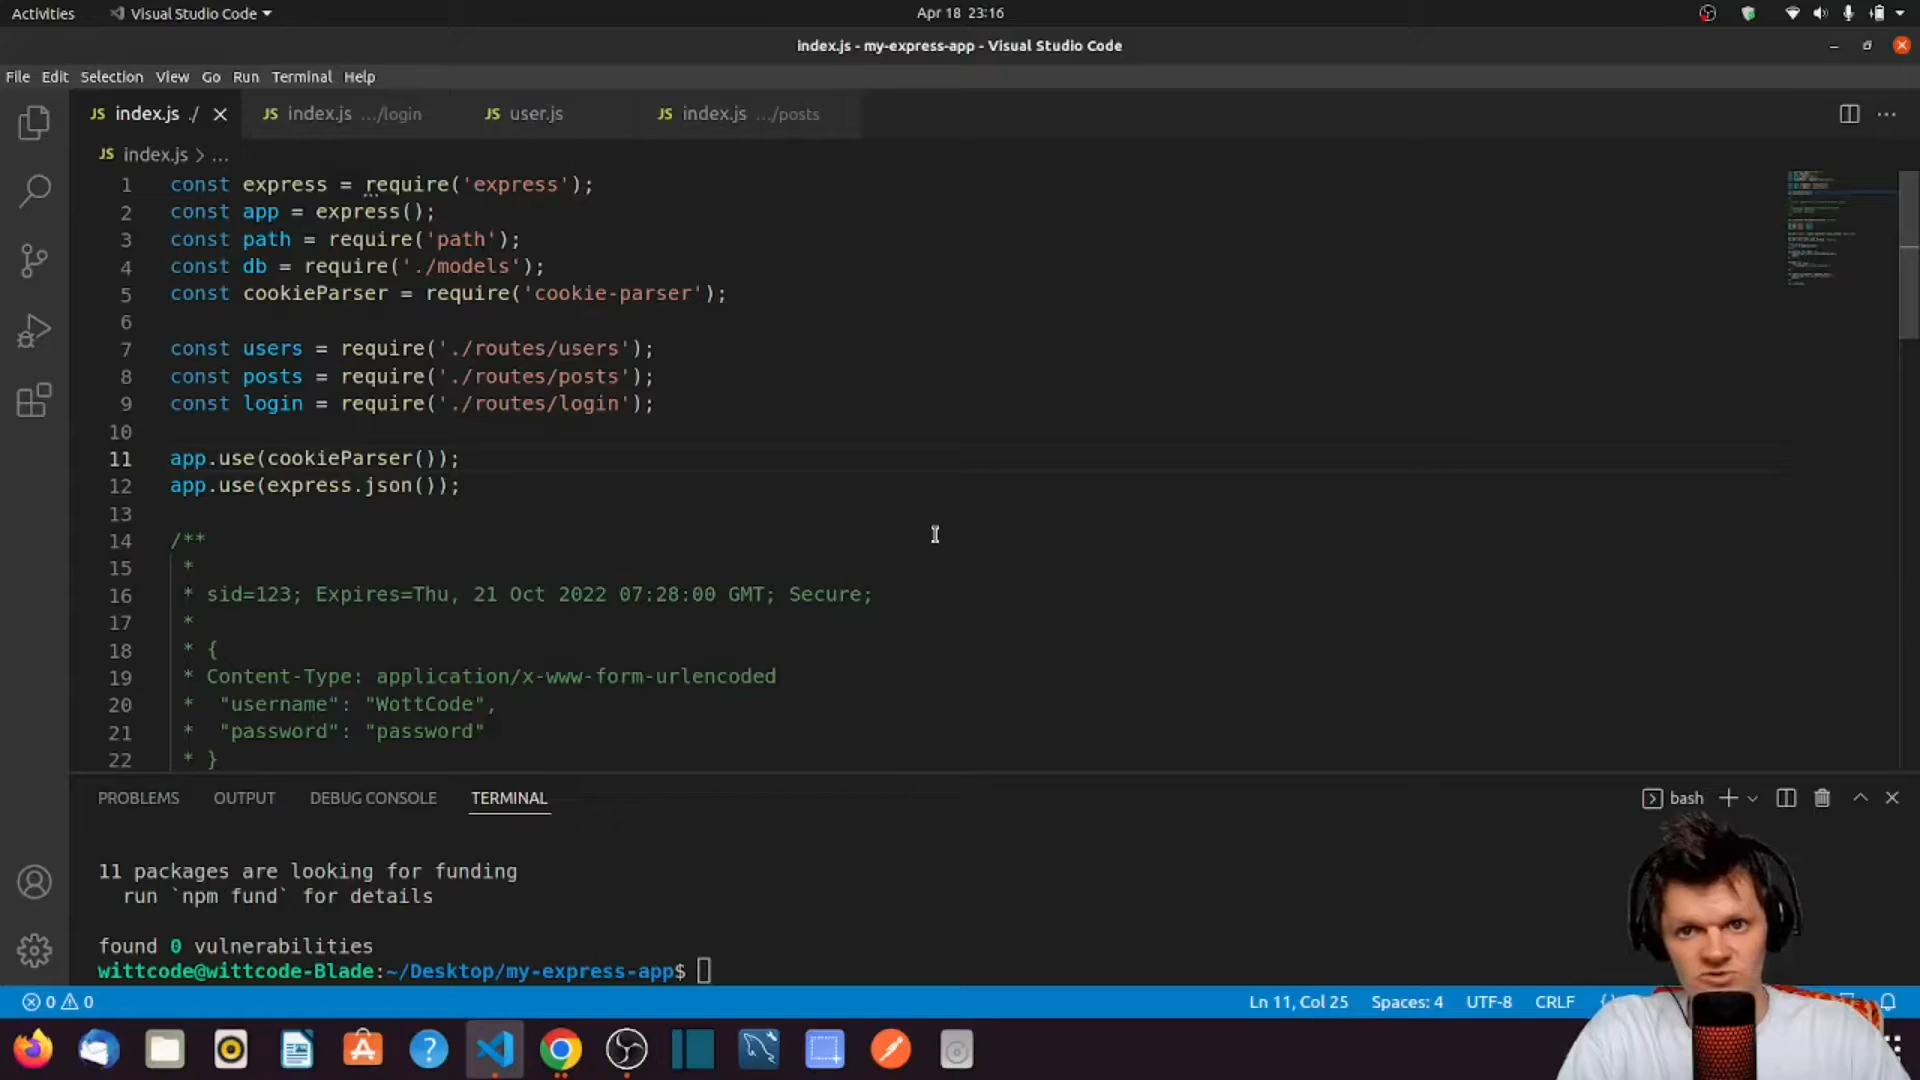 Activities
Visual Studio Code
Apr 18 23:16
index.js - my-express-app - Visual Studio Code
File Edit Selection View Go Run Terminal Help
JS index.js ./
JS index.js .../login
JS user.js
JS index.js .../posts
JS index.js > ...
1 const express = require('express');
2 const app = express();
3 const path = require('path');
4 const db = require('./models');
5 const cookieParser = require('cookie-parser');
6
7 const users = require('./routes/users');
8 const posts = require('./routes/posts');
9 const login = require('./routes/login');
10
11 app.use(cookieParser());
12 app.use(express.json());
13
14 /**
15 *
16 * sid=123; Expires=Thu, 21 Oct 2022 07:28:00 GMT; Secure;
17 *
18 * {
19 * Content-Type: application/x-www-form-urlencoded
20 * "username": "WottCode",
21 * "password": "password"
22 * }
PROBLEMS OUTPUT DEBUG CONSOLE TERMINAL
bash
11 packages are looking for funding
run `npm fund` for details
found 0 vulnerabilities
wittcode@wittcode-Blade:~/Desktop/my-express-app$
0 0
Ln 11, Col 25 Spaces: 4 UTF-8 CRLF